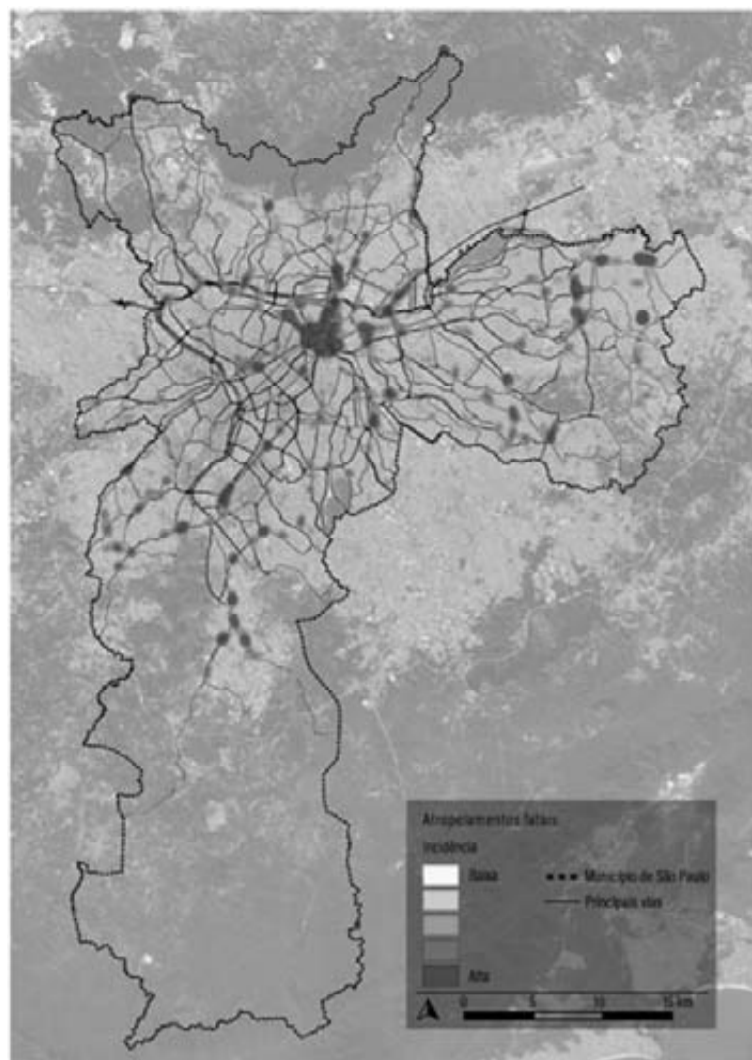 Atropelamentos fatais
Incidência
Baixa
Município de São Paulo
Principais vias
Alta
0 5 10 15 km